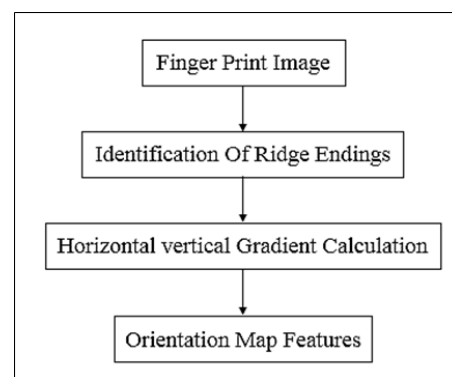 Finger Print Image
Identification Of Ridge Endings
Horizontal vertical Gradient Calculation
Orientation Map Features